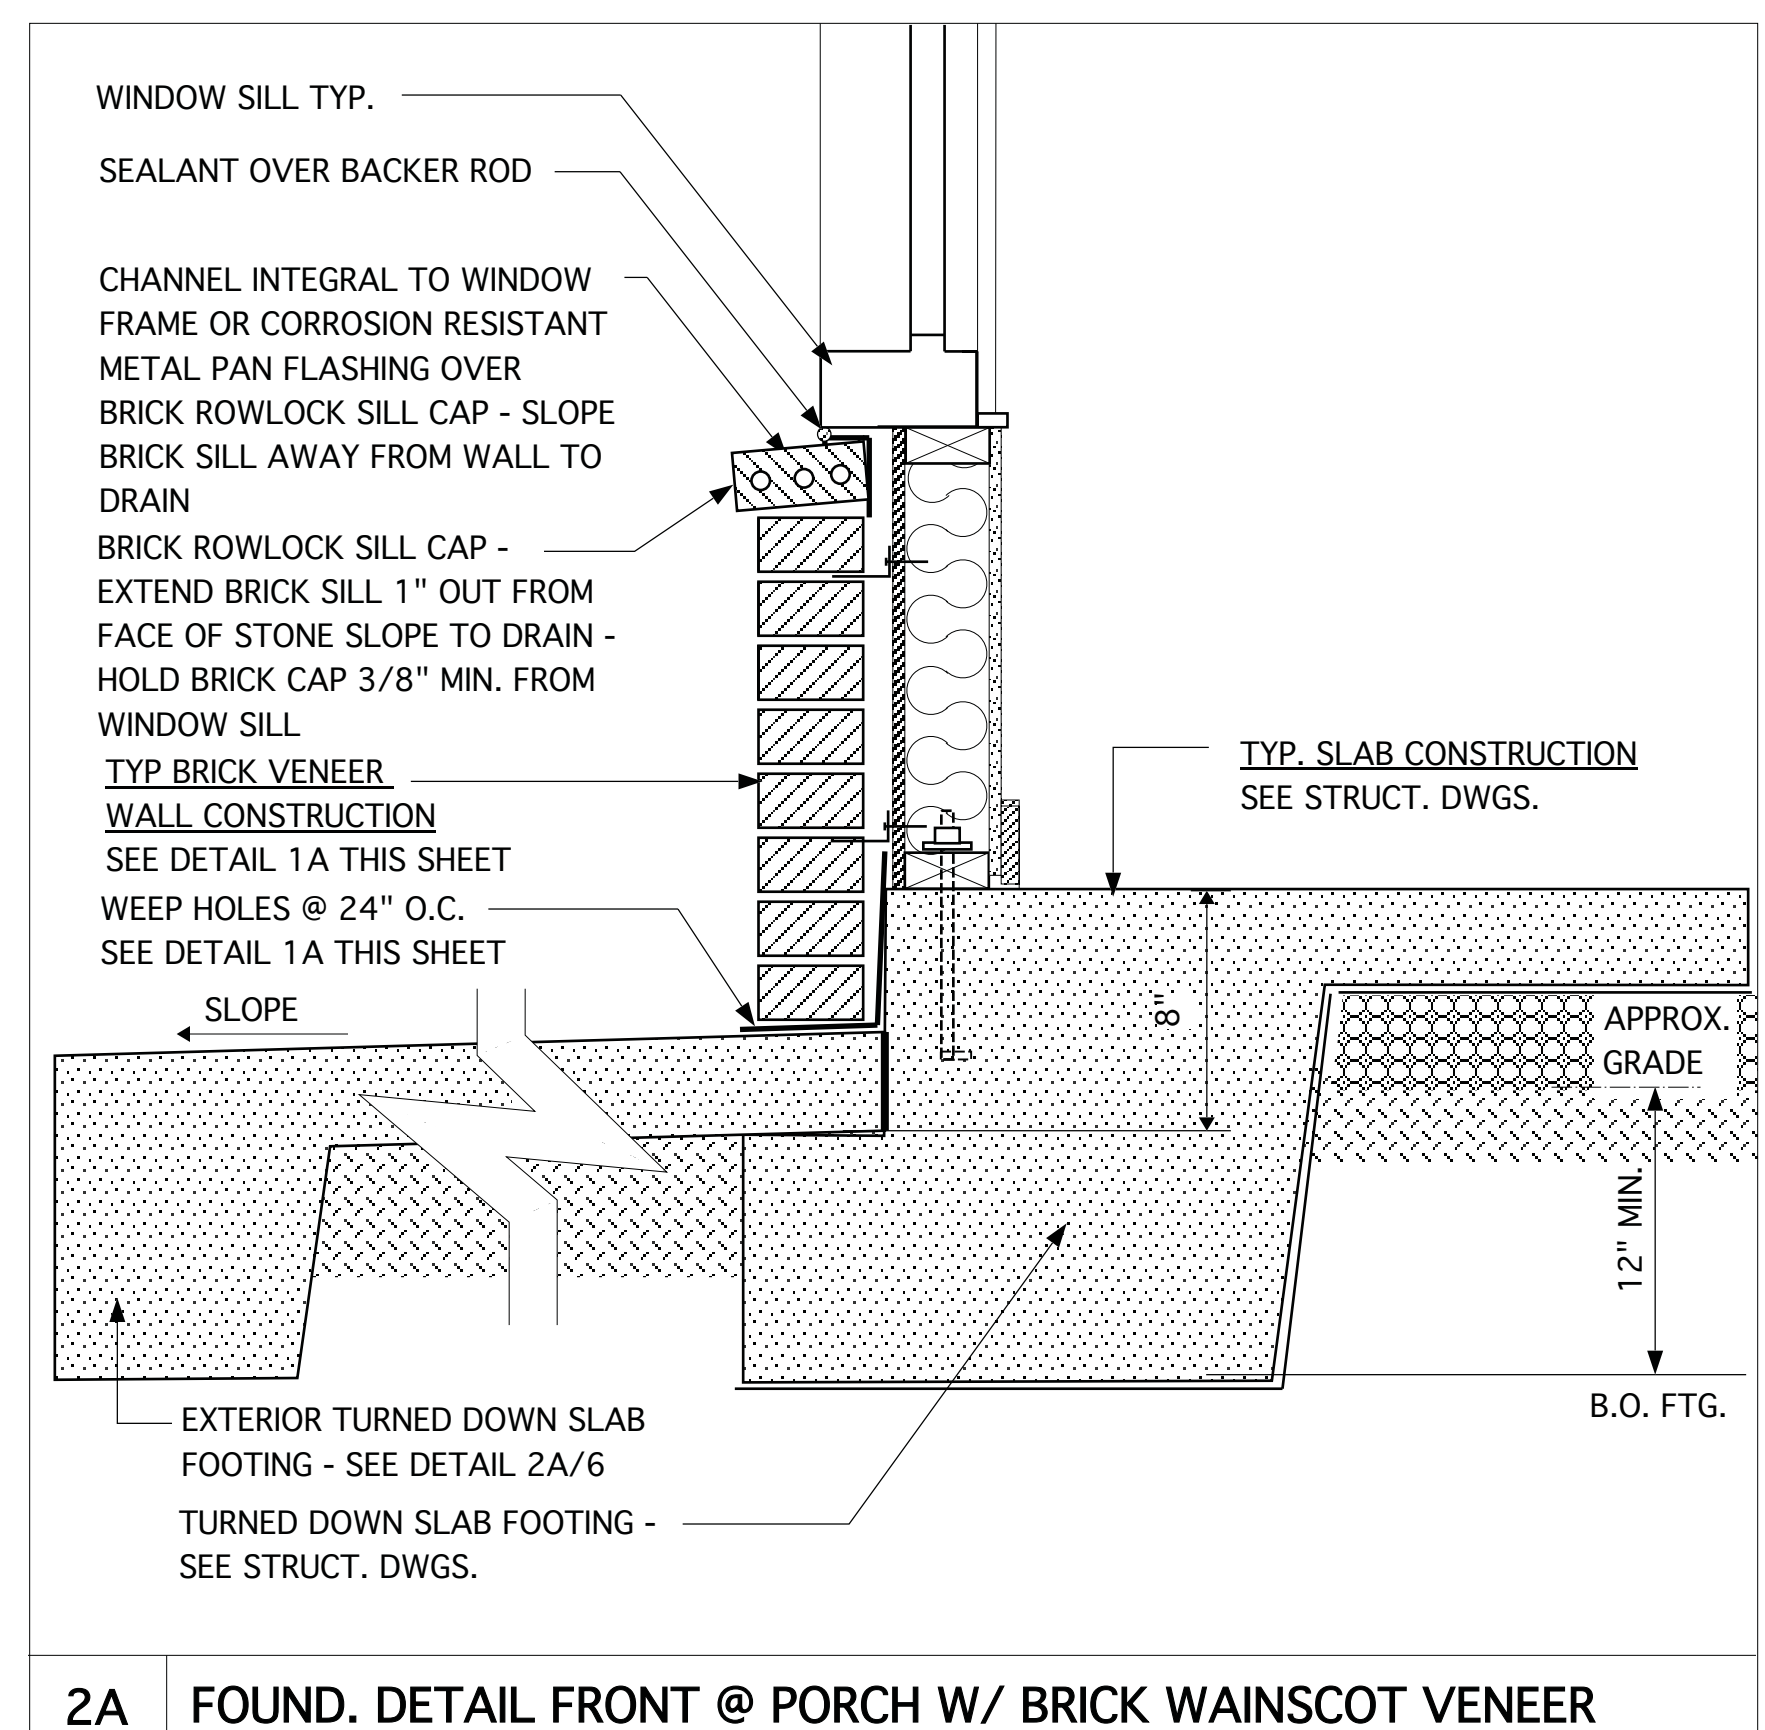 WINDOW SILL TYP.
SEALANT OVER BACKER ROD
CHANNEL INTEGRAL TO WINDOW
FRAME OR CORROSION RESISTANT
METAL PAN FLASHING OVER
BRICK ROWLOCK SILL CAP - SLOPE
BRICK SILL AWAY FROM WALL TO
DRAIN
BRICK ROWLOCK SILL CAP -
EXTEND BRICK SILL 1" OUT FROM
FACE OF STONE SLOPE TO DRAIN -
HOLD BRICK CAP 3/8" MIN. FROM
WINDOW SILL
TYP BRICK VENEER
WALL CONSTRUCTION
SEE DETAIL 1A THIS SHEET
WEEP HOLES @ 24" O.C.
SEE DETAIL 1A THIS SHEET
SLOPE
TYP. SLAB CONSTRUCTION
SEE STRUCT. DWGS.
8"
APPROX.
GRADE
12" MIN.
B.O. FTG.
EXTERIOR TURNED DOWN SLAB
FOOTING - SEE DETAIL 2A/6
TURNED DOWN SLAB FOOTING -
SEE STRUCT. DWGS.
2A
FOUND. DETAIL FRONT @ PORCH W/ BRICK WAINSCOT VENEER